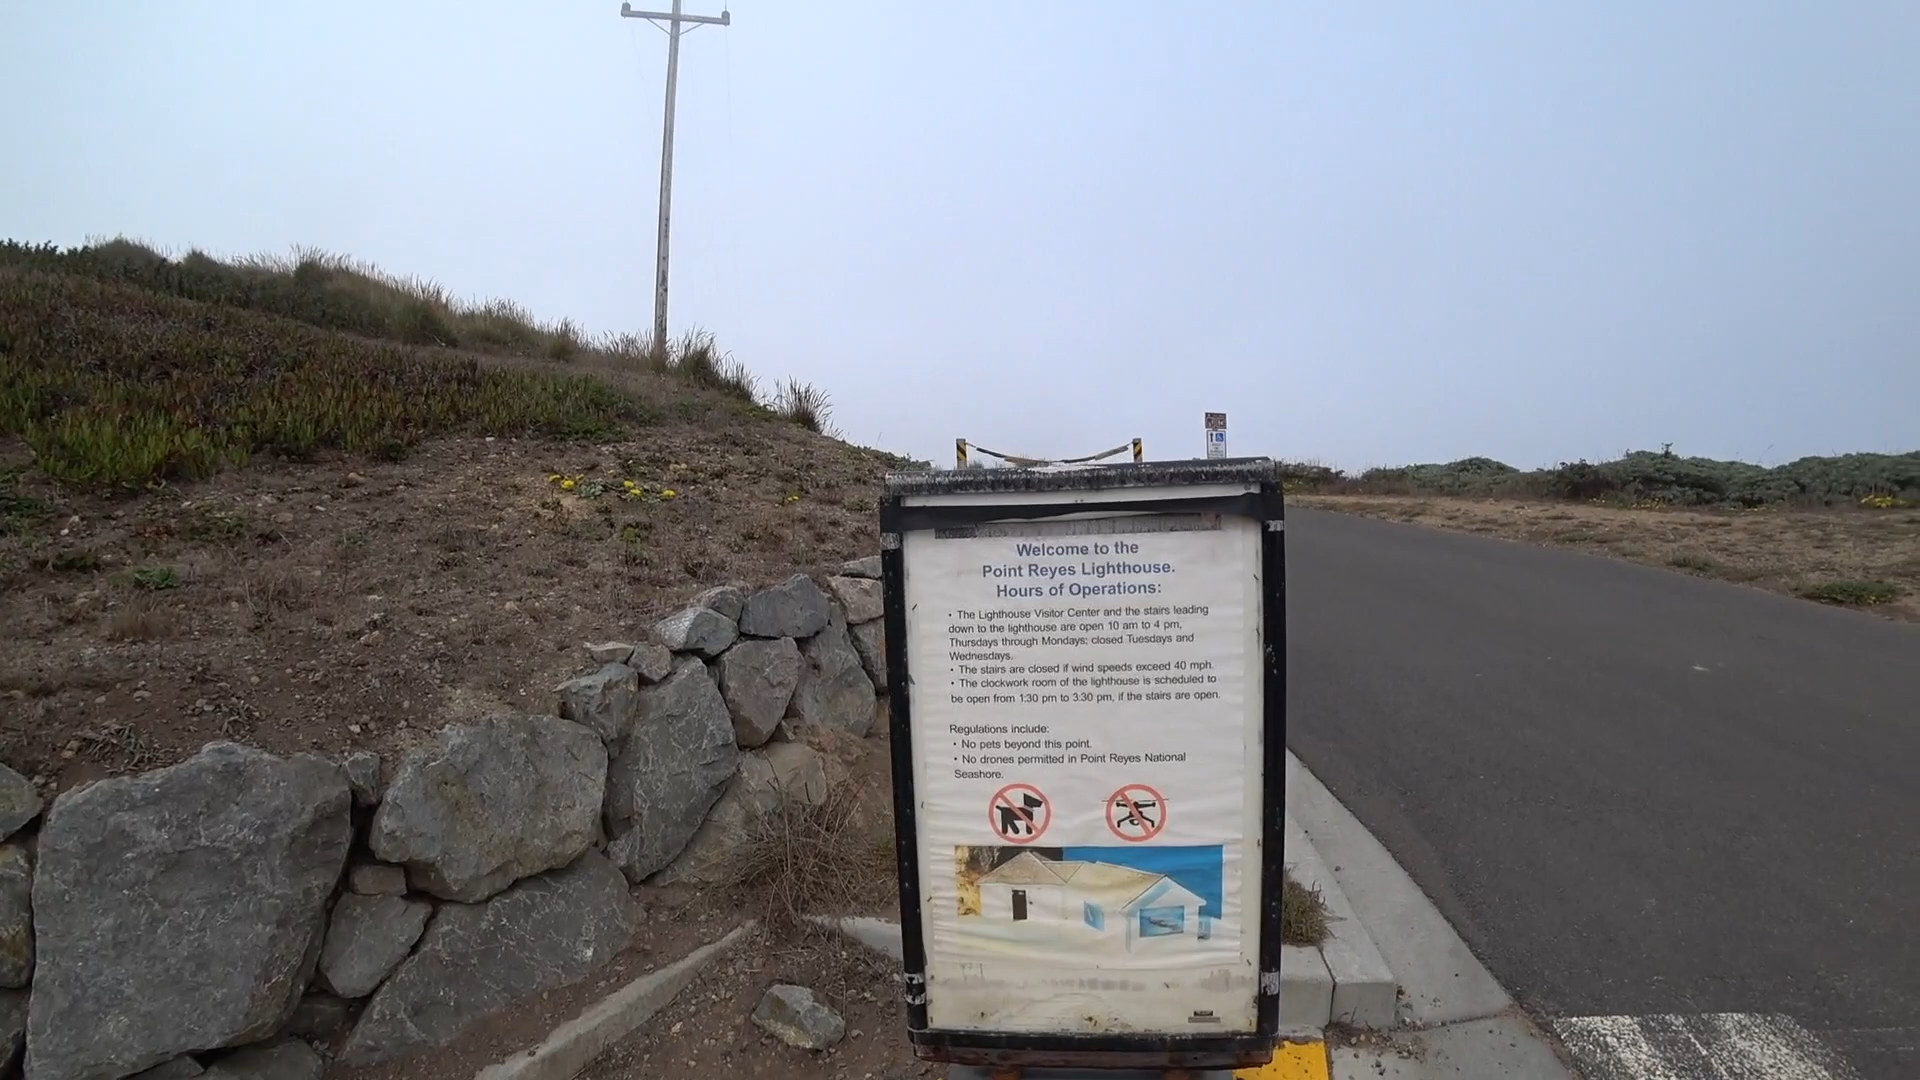 Welcome to the
Point Reyes Lighthouse.
Hours of Operations:
• The Lighthouse Visitor Center and the stairs leading
down to the lighthouse are open 10 am to 4 pm,
Thursdays through Mondays; closed Tuesdays and
Wednesdays.
• The stairs are closed if wind speeds exceed 40 mph.
• The clockwork room of the lighthouse is scheduled to
be open from 1:30 pm to 3:30 pm, if the stairs are open.
Regulations include:
• No pets beyond this point.
• No drones permitted in Point Reyes National
Seashore.